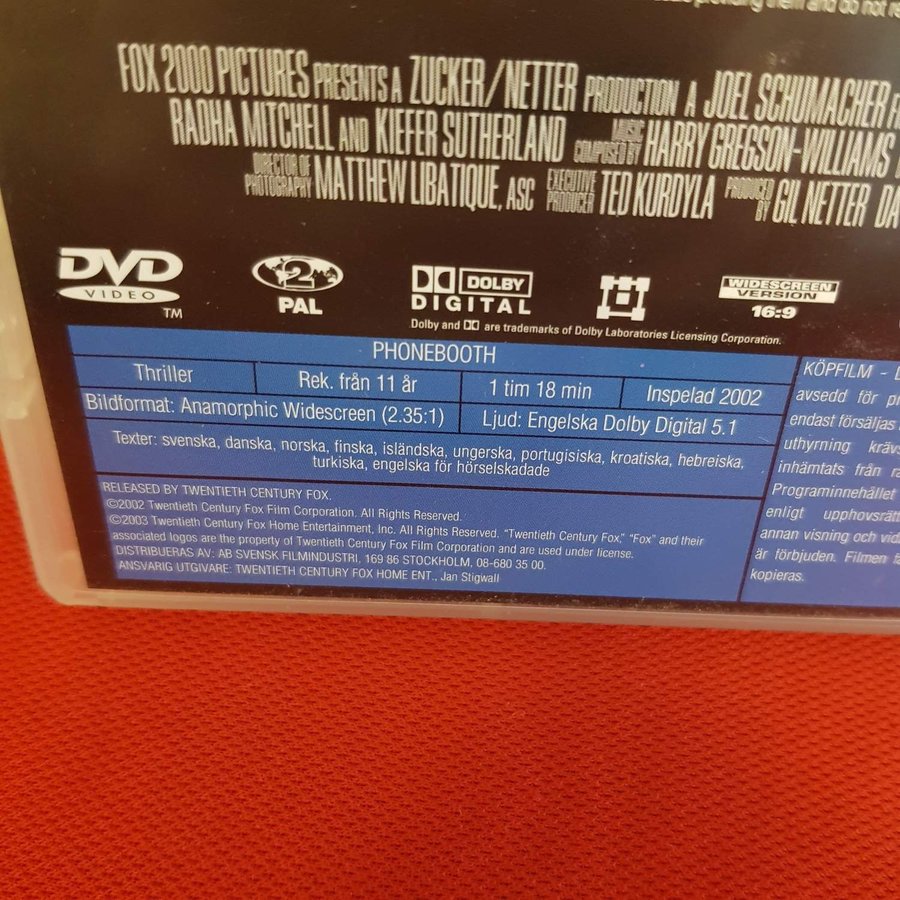 providing them and do not
FOX 2000 PICTURES PRESENTS A ZUCKER/NETTER PRODUCTION A JOEL SCHUMACHER
RADHA MITCHELL AND KIEFER SUTHERLAND MUSIC COMPOSED BY HARRY GREGSON-WILLIAMS
DIRECTOR OF PHOTOGRAPHY MATTHEW LIBATIQUE, ASC EXECUTIVE PRODUCER TED KURDYLA PRODUCED BY GIL NETTER
DVD VIDEO TM
2 PAL
DOLBY DIGITAL
WIDESCREEN VERSION 16:9
Dolby and DD are trademarks of Dolby Laboratories Licensing Corporation.
PHONEBOOTH
Thriller Rek. från 11 år 1 tim 18 min Inspelad 2002
Bildformat: Anamorphic Widescreen (2.35:1) Ljud: Engelska Dolby Digital 5.1
Texter: svenska, danska, norska, finska, isländska, ungerska, portugisiska, kroatiska, hebreiska,
turkiska, engelska för hörselskadade
RELEASED BY TWENTIETH CENTURY FOX.
©2002 Twentieth Century Fox Film Corporation. All Rights Reserved.
©2003 Twentieth Century Fox Home Entertainment, Inc. All Rights Reserved. "Twentieth Century Fox," "Fox" and their
associated logos are the property of Twentieth Century Fox Film Corporation and are used under license.
DISTRIBUERAS AV: AB SVENSK FILMINDUSTRI, 169 86 STOCKHOLM, 08-680 35 00.
ANSVARIG UTGIVARE: TWENTIETH CENTURY FOX HOME ENT., Jan Stigwall
KÖPFILM -
avsedd för
endast försäljas
uthyrning
inhämtats från
Programinnehållet
enligt
annan visning och
är förbjuden. Filmen
kopieras.